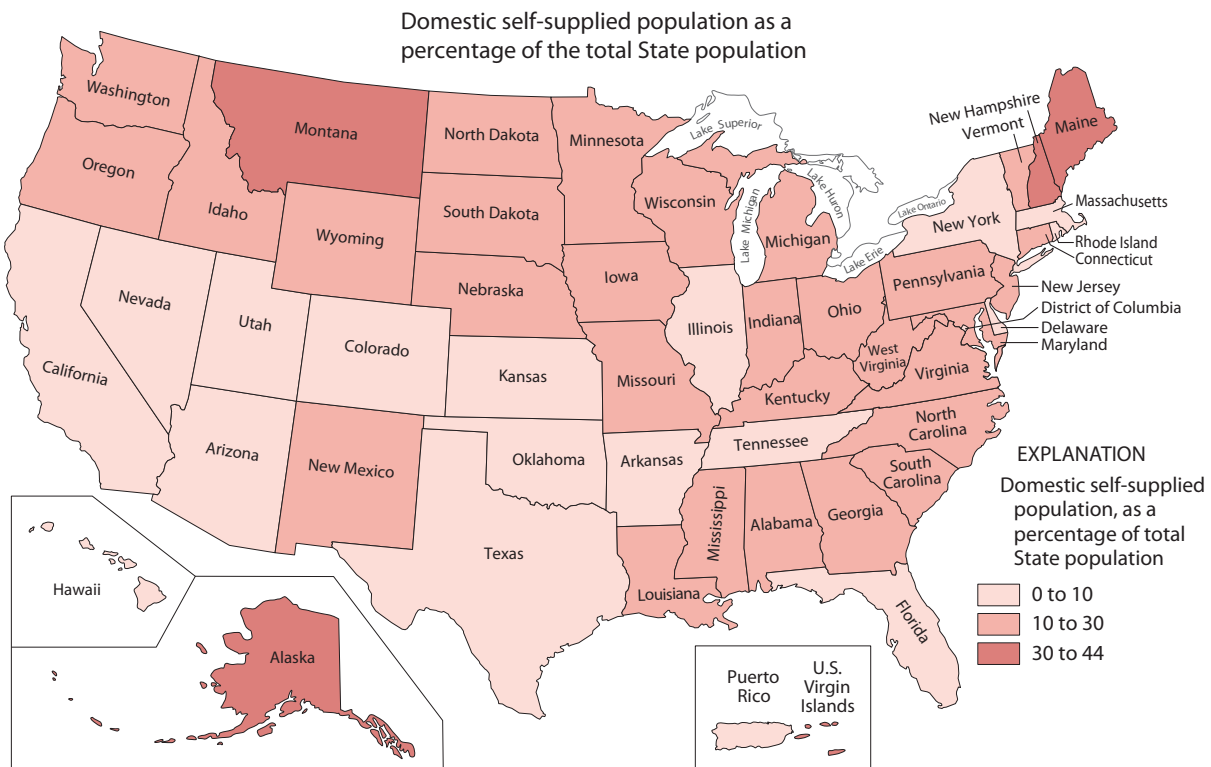 Domestic self-supplied population as a
percentage of the total State population
Washington
Oregon
California
Nevada
Idaho
Montana
Wyoming
Utah
Colorado
Arizona
New Mexico
North Dakota
South Dakota
Nebraska
Kansas
Oklahoma
Texas
Minnesota
Iowa
Missouri
Arkansas
Louisiana
Wisconsin
Illinois
Michigan
Indiana
Ohio
Kentucky
Tennessee
Mississippi
Alabama
Georgia
Florida
South
Carolina
North
Carolina
Virginia
West
Virginia
Pennsylvania
New York
Lake Superior
Lake Michigan
Lake Huron
Lake Erie
Lake Ontario
New Hampshire
Vermont
Maine
Massachusetts
Rhode Island
Connecticut
New Jersey
District of Columbia
Delaware
Maryland
Hawaii
Alaska
Puerto
Rico
U.S.
Virgin
Islands
EXPLANATION
Domestic self-supplied
population, as a
percentage of total
State population
0 to 10
10 to 30
30 to 44